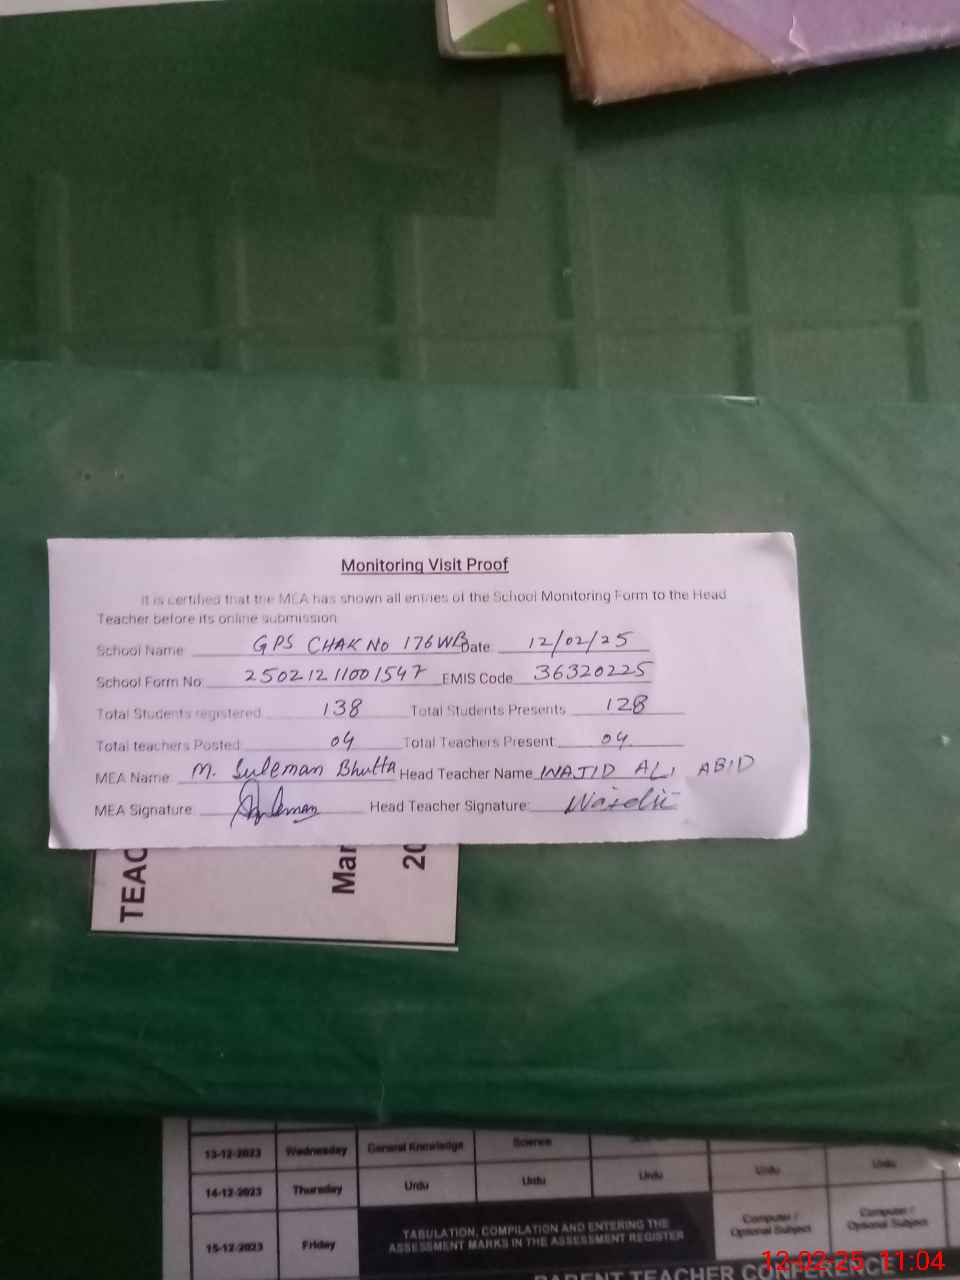 Monitoring Visit Proof
It is certified that the MEA has shown all entries of the School Monitoring Form to the Head
Teacher before its online submission
School Name GPS CHAK No 176WB Date: 12/02/25
School Form No: 25021211001547 EMIS Code 36320225
Total Students registered 138 Total Students Presents 128
Total teachers Posted 04 Total Teachers Present: 04
MEA Name: M. Suleman Bhutta Head Teacher Name WAJID ALI ABID
MEA Signature: Suleman Head Teacher Signature:
TEAC
Mar
20
13-12-2023 Wednesday General Knowledge Science
14-12-2023 Thursday Urdu Urdu Urdu Urdu Urdu
15-12-2023 Friday TABULATION, COMPILATION AND ENTERING THE ASSESSMENT MARKS IN THE ASSESSMENT REGISTER Computer / Optional Subject Computer / Optional Subject
PARENT TEACHER CONFERENCE
12-02-25 11:04